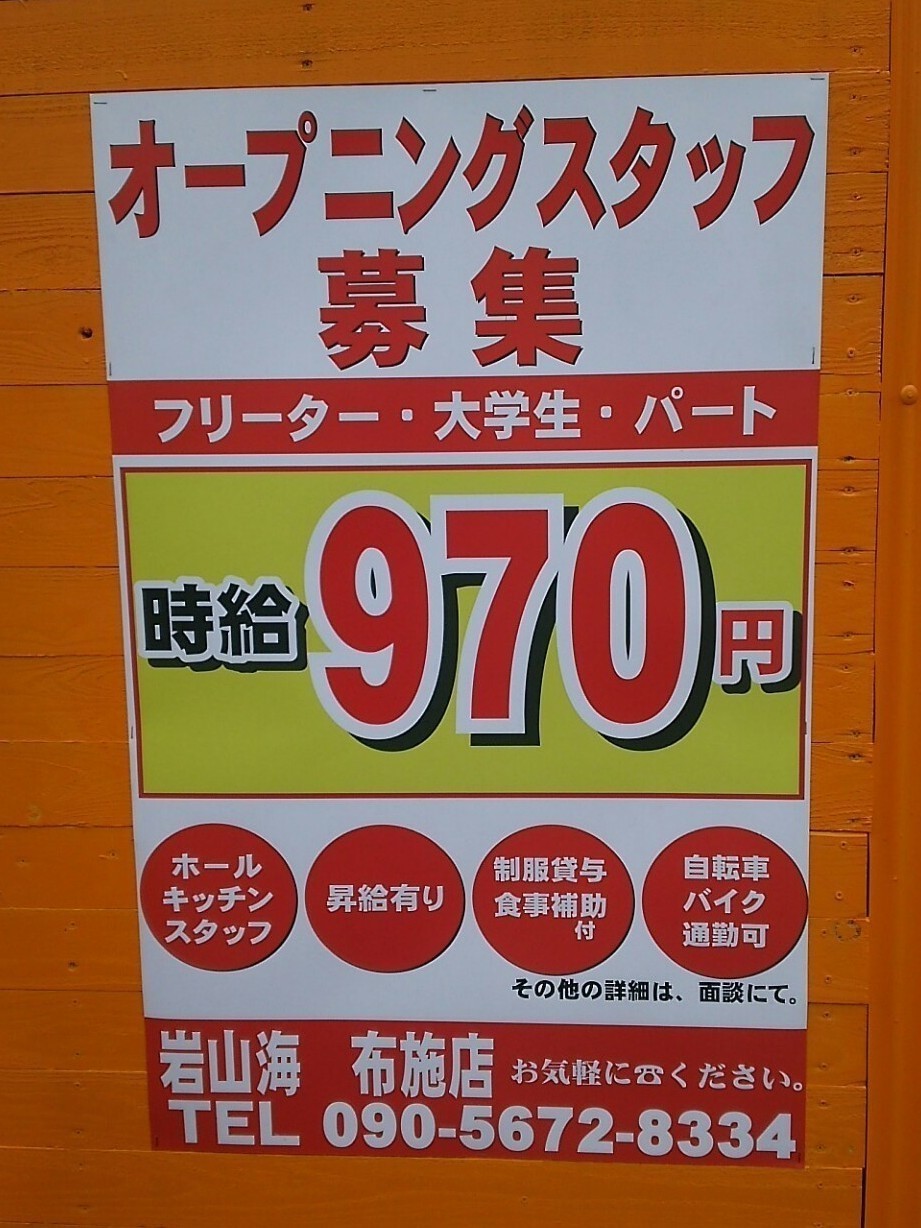 オープニングスタッフ
募集
フリーター・大学生・パート
時給970円
ホール
キッチン
スタッフ
昇給有り
制服貸与
食事補助
付
自転車
バイク
通勤可
その他の詳細は、面談にて。
岩山海 布施店 お気軽に☎ください。
TEL 090-5672-8334